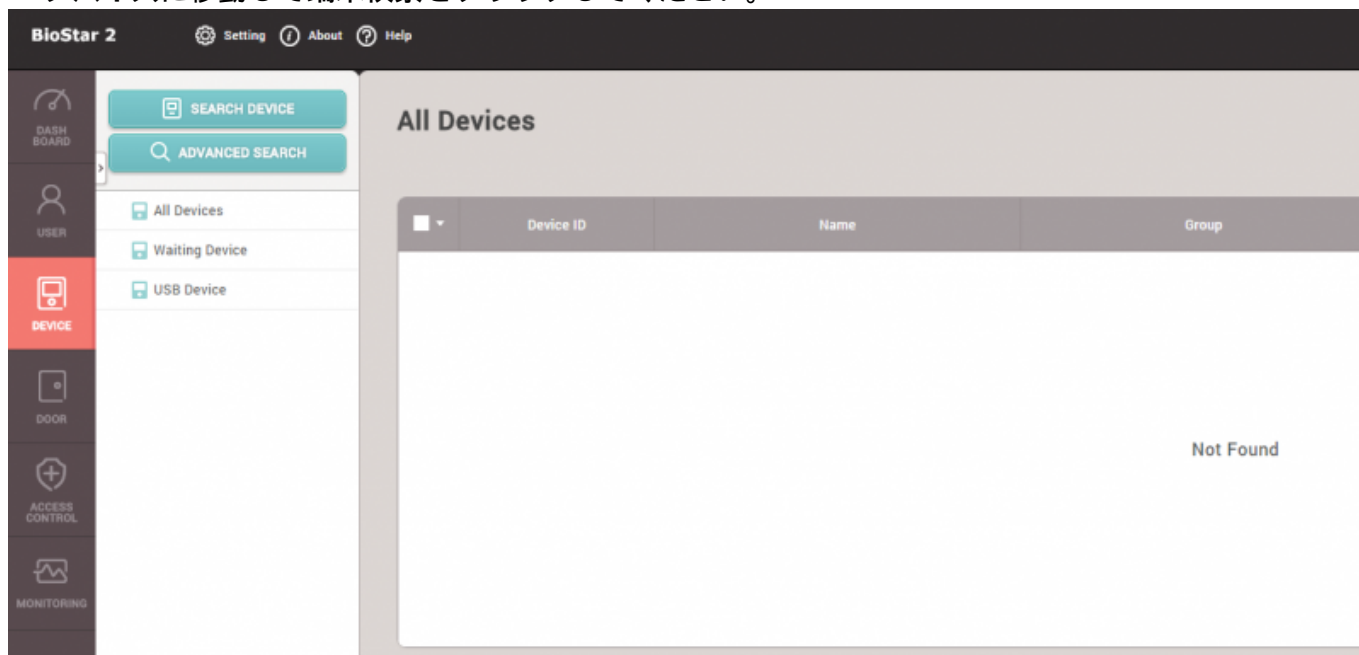 BioStar 2
Setting
About
Help
DASH
BOARD
USER
DEVICE
DOOR
ACCESS
CONTROL
MONITORING
SEARCH DEVICE
ADVANCED SEARCH
All Devices
Waiting Device
USB Device
All Devices
Device ID
Name
Group
Not Found